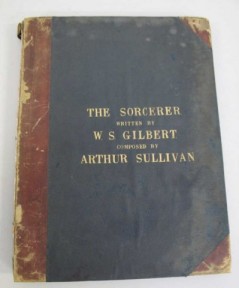 THE SORCERER
WRITTEN BY
W S GILBERT
COMPOSED BY
ARTHUR SULLIVAN